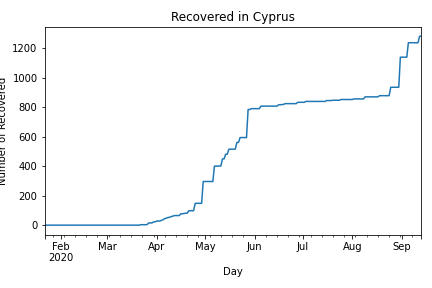 Recovered in Cyprus
Number of Recovered
1200
1000
800
600
400
200
0
Feb Mar Apr May Jun Jul Aug Sep
2020
Day